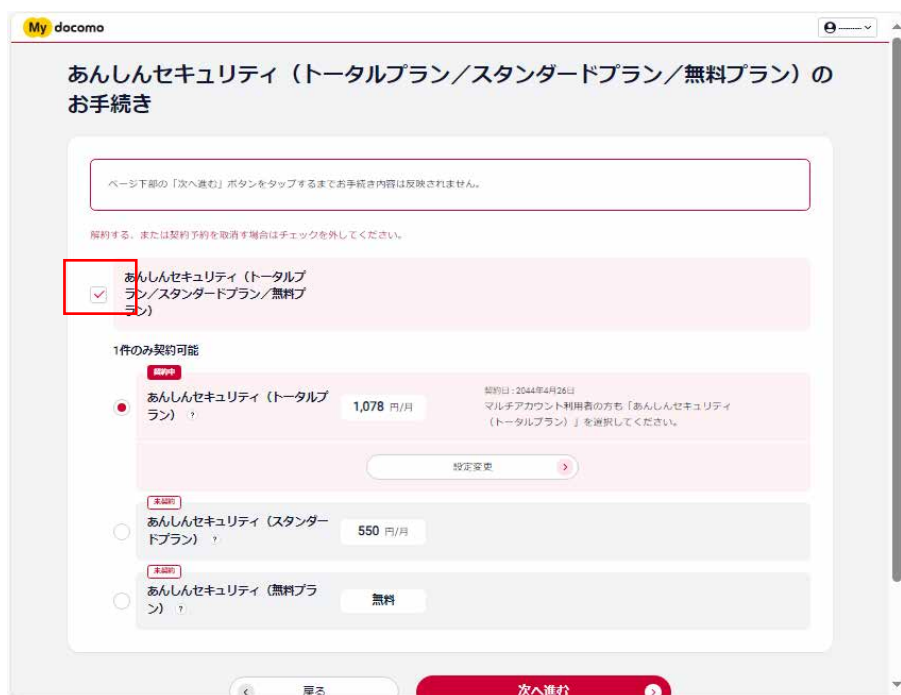 My docomo
あんしんセキュリティ（トータルプラン／スタンダードプラン／無料プラン）の
お手続き
ページ下部の「次へ進む」ボタンをタップするまでお手続き内容は反映されません。
解約する、または契約予約を取消す場合はチェックを外してください。
あんしんセキュリティ（トータルプ
ラン／スタンダードプラン／無料プ
ラン）
1件のみ契約可能
契約中
あんしんセキュリティ（トータルプ
ラン） ?
1,078 円/月
契約日：2044年4月26日
マルチアカウント利用者の方も「あんしんセキュリティ
（トータルプラン）」を選択してください。
設定変更
未契約
あんしんセキュリティ（スタンダー
ドプラン） ?
550 円/月
未契約
あんしんセキュリティ（無料プラ
ン） ?
無料
戻る
次へ進む